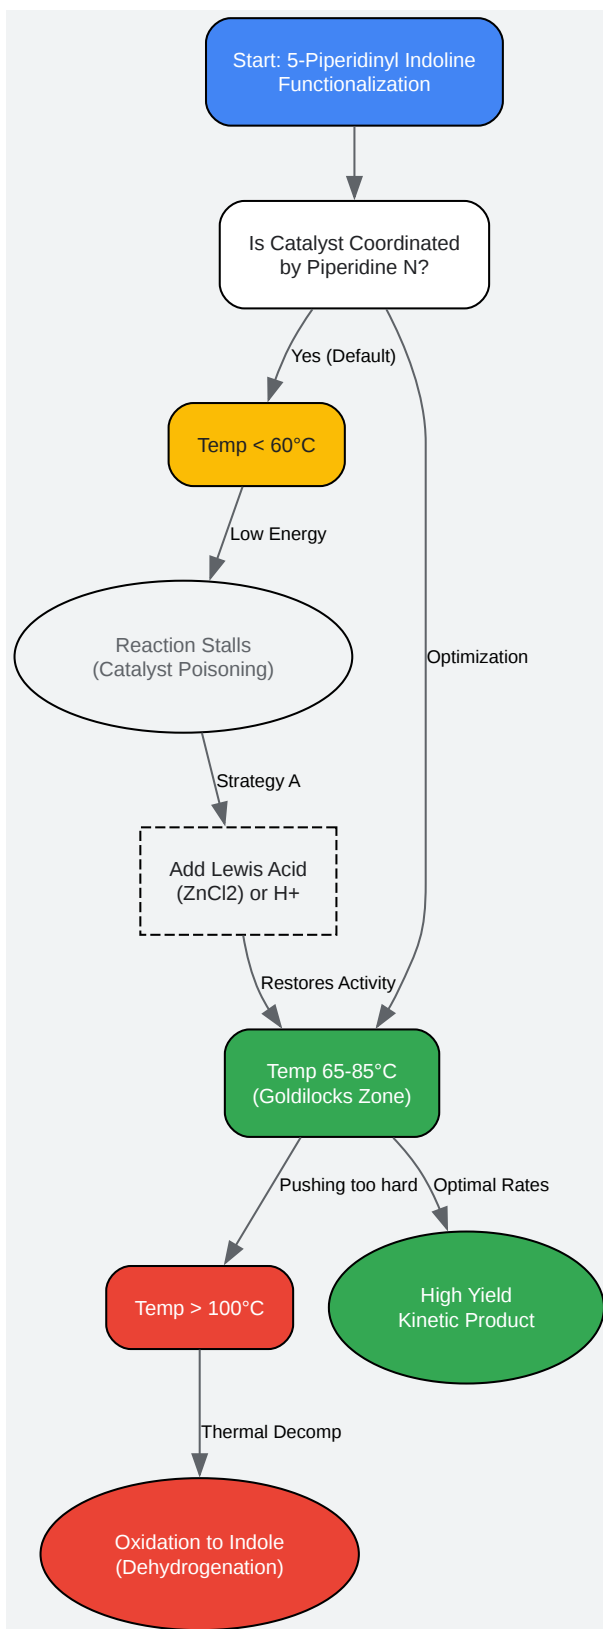 Start: 5-Piperidinyl Indoline
Functionalization
Is Catalyst Coordinated
by Piperidine N?
Yes (Default)
Temp < 60°C
Low Energy
Reaction Stalls
(Catalyst Poisoning)
Optimization
Strategy A
Add Lewis Acid
(ZnCl2) or H+
Restores Activity
Temp 65-85°C
(Goldilocks Zone)
Pushing too hard
Optimal Rates
Temp > 100°C
High Yield
Kinetic Product
Thermal Decomp
Oxidation to Indole
(Dehydrogenation)